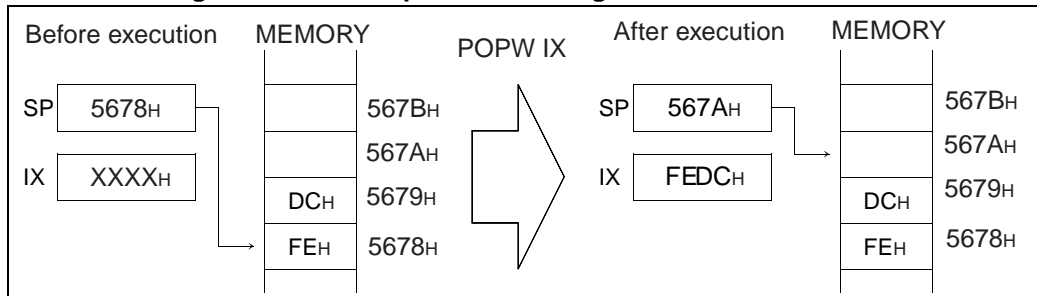 Before execution
MEMORY
POPW IX
After execution
MEMORY
SP
5678H
567BH
SP
567AH
567BH
567AH
567AH
IX
XXXXH
DCH
5679H
IX
FEDCH
DCH
5679H
FEH
5678H
FEH
5678H